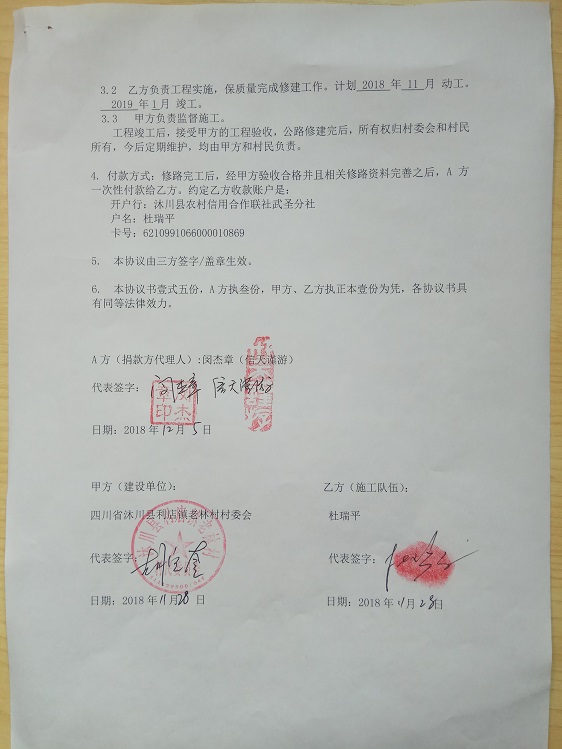 3.2 乙方负责工程实施，保质量完成修建工作。计划 2018 年 11 月 动工。
2019 年 1 月 竣工。
3.3 甲方负责监督施工。
工程竣工后，接受甲方的工程验收，公路修建完后，所有权归村委会和村民
所有，今后定期维护，均由甲方和村民负责。
4. 付款方式：修路完工后，经甲方验收合格并且相关修路资料完善之后，A 方
一次性付款给乙方。约定乙方收款账户是：
开户行：沐川县农村信用合作联社武圣分社
户名：杜瑞平
卡号：6210991066000010869
5. 本协议由三方签字/盖章生效。
6. 本协议书壹式五份，A 方执叁份，甲方、乙方执正本壹份为凭，各协议书具
有同等法律效力。
A 方（捐款方代理人）:闵杰章（信天谨游）
代表签字：闵杰章 信天谨游
日期：2018 年 12 月 5 日
甲方（建设单位）：
四川省沐川县利店镇老林村村委会
代表签字：
日期：2018 年 11 月 28 日
乙方（施工队伍）：
杜瑞平
代表签字：
日期：2018 年 11 月 28 日